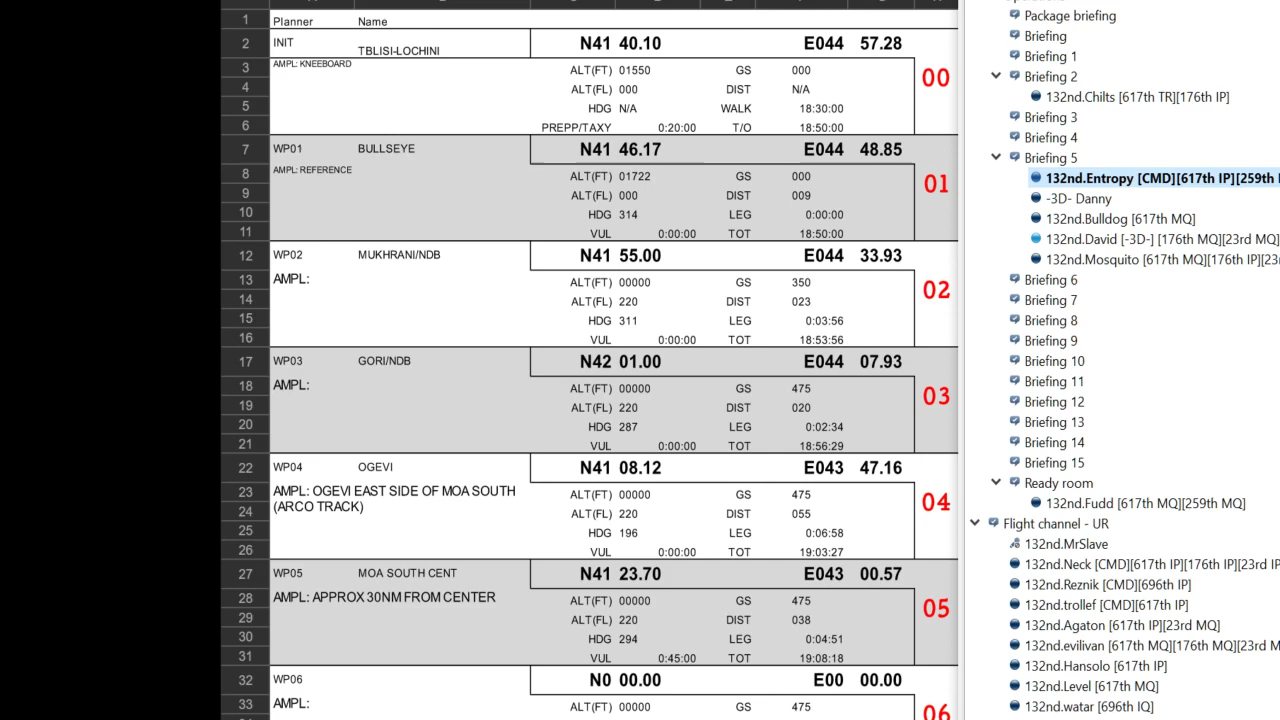 1 Planner Name
2 INIT TBLISI-LOCHINI N41 40.10 E044 57.28
3 AMPL: KNEEBOARD ALT(FT) 01550 GS 000 00
4 ALT(FL) 000 DIST N/A
5 HDG N/A WALK 18:30:00
6 PREPP/TAXY 0:20:00 T/O 18:50:00
7 WP01 BULLSEYE N41 46.17 E044 48.85
8 AMPL: REFERENCE ALT(FT) 01722 GS 000 01
9 ALT(FL) 000 DIST 009
10 HDG 314 LEG 0:00:00
11 VUL 0:00:00 TOT 18:50:00
12 WP02 MUKHRANI/NDB N41 55.00 E044 33.93
13 AMPL: ALT(FT) 00000 GS 350 02
14 ALT(FL) 220 DIST 023
15 HDG 311 LEG 0:03:56
16 VUL 0:00:00 TOT 18:53:56
17 WP03 GORI/NDB N42 01.00 E044 07.93
18 AMPL: ALT(FT) 00000 GS 475 03
19 ALT(FL) 220 DIST 020
20 HDG 287 LEG 0:02:34
21 VUL 0:00:00 TOT 18:56:29
22 WP04 OGEVI N41 08.12 E043 47.16
23 AMPL: OGEVI EAST SIDE OF MOA SOUTH ALT(FT) 00000 GS 475 04
24 (ARCO TRACK) ALT(FL) 220 DIST 055
25 HDG 196 LEG 0:06:58
26 VUL 0:00:00 TOT 19:03:27
27 WP05 MOA SOUTH CENT N41 23.70 E043 00.57
28 AMPL: APPROX 30NM FROM CENTER ALT(FT) 00000 GS 475 05
29 ALT(FL) 220 DIST 038
30 HDG 294 LEG 0:04:51
31 VUL 0:45:00 TOT 19:08:18
32 WP06 N0 00.00 E00 00.00
33 AMPL: ALT(FT) 00000 GS 475 06
Package briefing
Briefing
Briefing 1
Briefing 2
132nd.Chilts [617th TR][176th IP]
Briefing 3
Briefing 4
Briefing 5
132nd.Entropy [CMD][617th IP][259th
-3D- Danny
132nd.Bulldog [617th MQ]
132nd.David [-3D-] [176th MQ][23rd MQ]
132nd.Mosquito [617th MQ][176th IP][23
Briefing 6
Briefing 7
Briefing 8
Briefing 9
Briefing 10
Briefing 11
Briefing 12
Briefing 13
Briefing 14
Briefing 15
Ready room
132nd.Fudd [617th MQ][259th MQ]
Flight channel - UR
132nd.MrSlave
132nd.Neck [CMD][617th IP][176th IP][23rd IP
132nd.Reznik [CMD][696th IP]
132nd.trollef [CMD][617th IP]
132nd.Agaton [617th IP][23rd MQ]
132nd.evilivan [617th MQ][176th MQ][23rd M
132nd.Hansolo [617th IP]
132nd.Level [617th MQ]
132nd.watar [696th IQ]